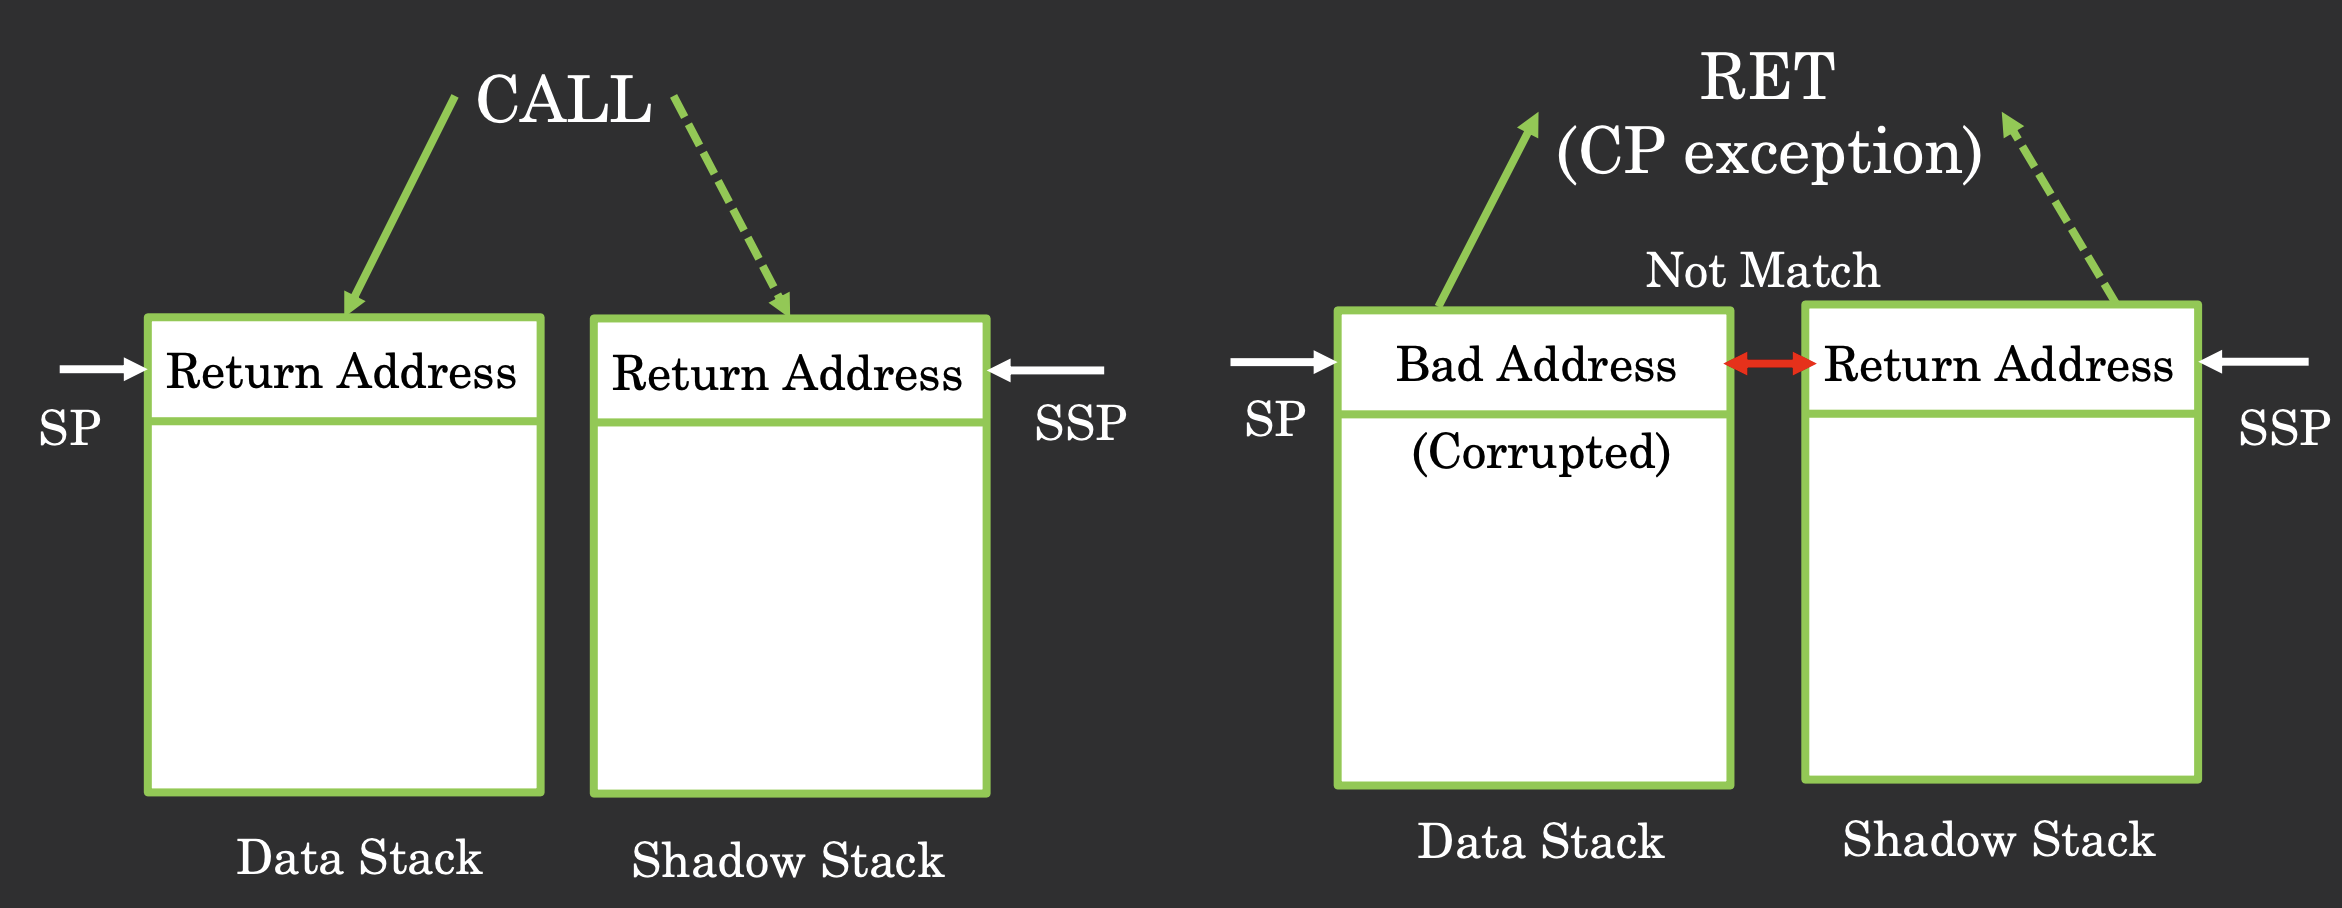 CALL
Return Address
Return Address
SP
SSP
Data Stack
Shadow Stack
RET
(CP exception)
Not Match
Bad Address
Return Address
SP
(Corrupted)
SSP
Data Stack
Shadow Stack